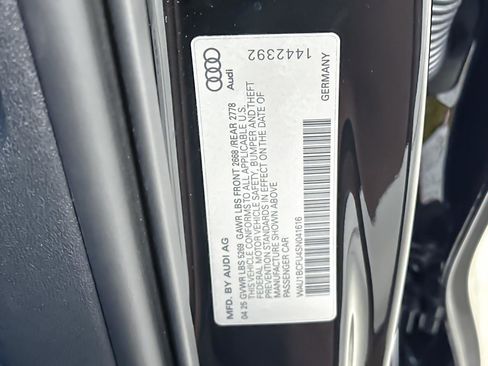 Audi
1442392
MFD. BY AUDI AG
GERMANY
04 25 GVWR LBS 5269 GAWR LBS FRONT 2668 /REAR 2778
THIS VEHICLE CONFORMS TO ALL APPLICABLE U.S.
FEDERAL MOTOR VEHICLE SAFETY, BUMPER AND THEFT
PREVENTION STANDARDS IN EFFECT ON THE DATE OF
MANUFACTURE SHOWN ABOVE
PASSENGER CAR
WAU1BCFU4SN041616